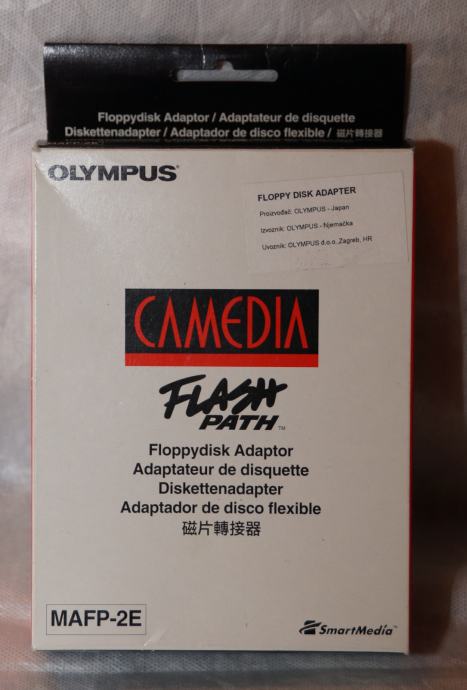 Floppydisk Adaptor / Adaptateur de disquette
Diskettenadapter / Adaptador de disco flexible / 磁片轉接器
OLYMPUS®
FLOPPY DISK ADAPTER
Proizvođač: OLYMPUS - Japan
Izvoznik: OLYMPUS - Njemačka
Uvoznik: OLYMPUS d.o.o. Zagreb, HR
CAMEDIA
FLASH
PATH™
Floppydisk Adaptor
Adaptateur de disquette
Diskettenadapter
Adaptador de disco flexible
磁片轉接器
MAFP-2E
SmartMedia™